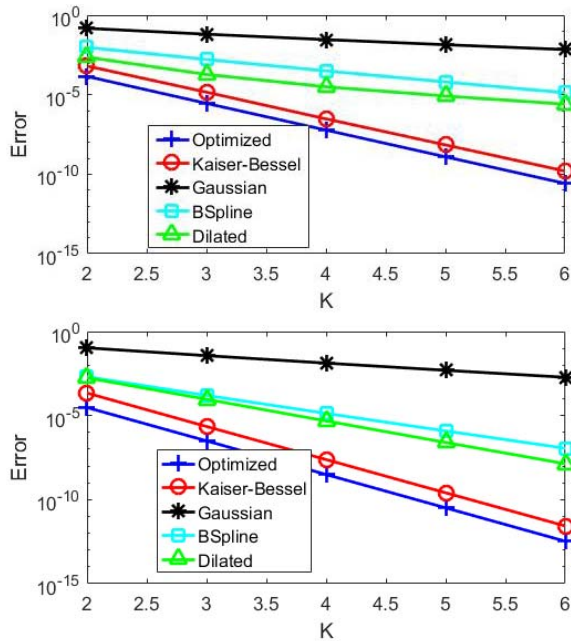 10^0
10^-5
10^-10
10^-15
Error
Optimized
Kaiser-Bessel
Gaussian
BSpline
Dilated
2 2.5 3 3.5 4 4.5 5 5.5 6
K
10^0
10^-5
10^-10
10^-15
Error
Optimized
Kaiser-Bessel
Gaussian
BSpline
Dilated
2 2.5 3 3.5 4 4.5 5 5.5 6
K